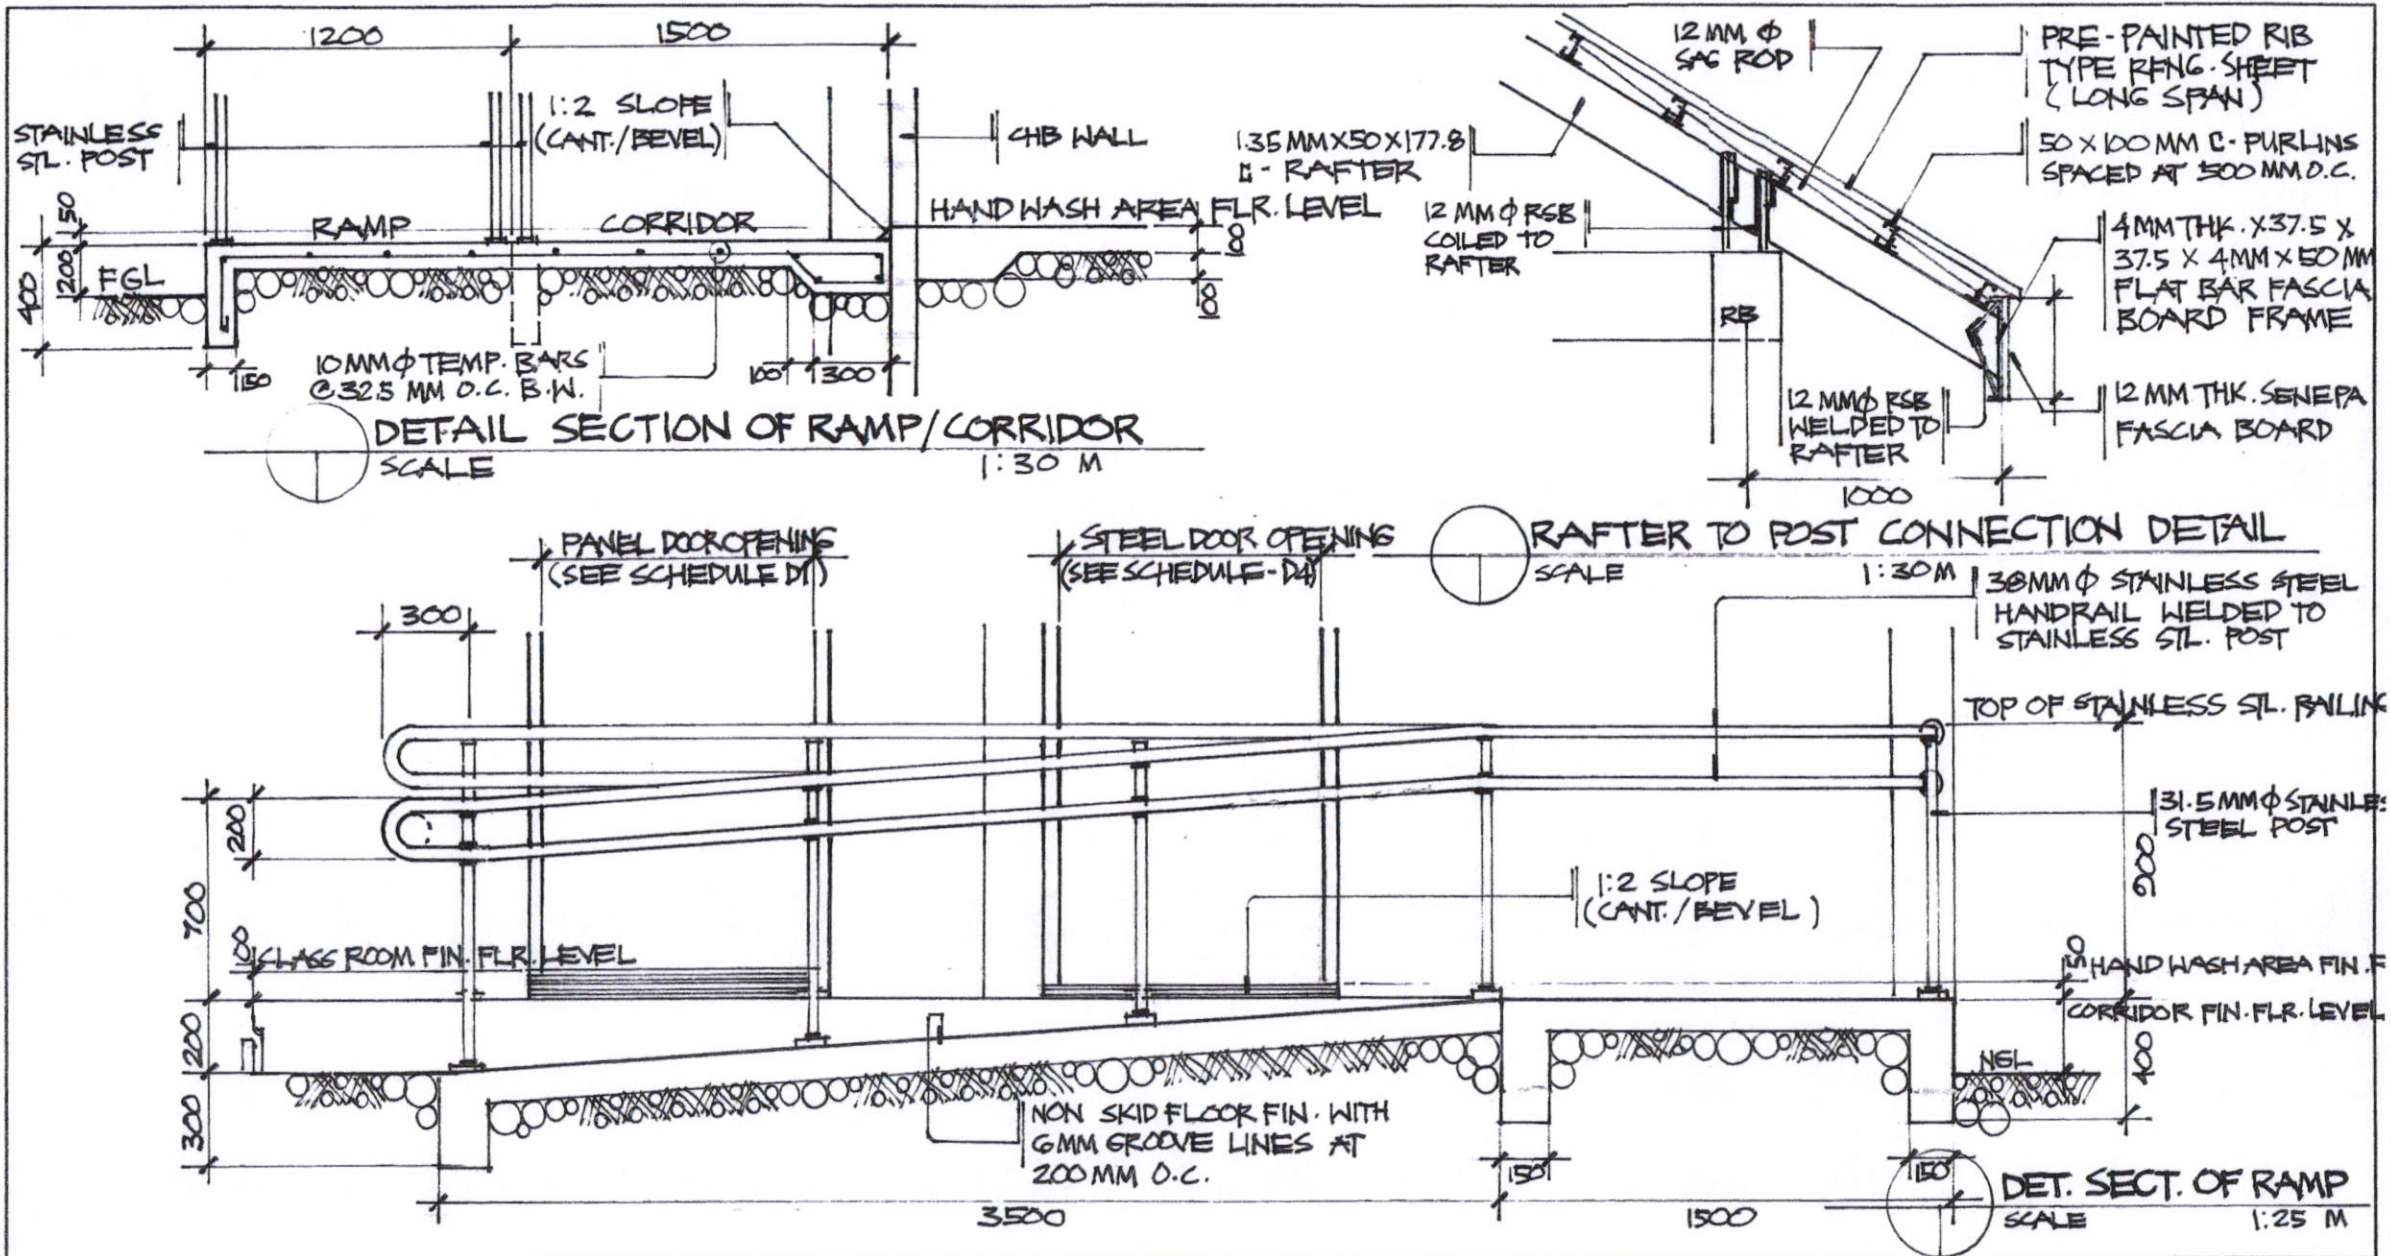 1200
1500
STAINLESS
STL. POST
1:2 SLOPE
(CANT./BEVEL)
CHB WALL
RAMP
CORRIDOR
HAND WASH AREA FLR. LEVEL
150
200
400
FGL
100
100
10MMΦ TEMP. BARS
@ 32.5 MM O.C. B.W.
150
100
300
DETAIL SECTION OF RAMP/CORRIDOR
SCALE
1:30 M
12 MM Φ
SAG ROD
PRE-PAINTED RIB
TYPE RFNG. SHEET
(LONG SPAN)
1.35 MM X 50 X 177.8
C - RAFTER
50 X 100 MM C- PURLINS
SPACED AT 500 MM O.C.
12 MM Φ RSB
COILED TO
RAFTER
4MM THK. X 37.5 X
37.5 X 4MM X 50 MM
FLAT BAR FASCIA
BOARD FRAME
RB
12 MMΦ RSB
WELDED TO
RAFTER
12 MM THK. SENEPA
FASCIA BOARD
1000
RAFTER TO POST CONNECTION DETAIL
SCALE
1:30 M
PANEL DOOR OPENING
(SEE SCHEDULE D1)
STEEL DOOR OPENING
(SEE SCHEDULE - D4)
300
38MM Φ STAINLESS STEEL
HANDRAIL WELDED TO
STAINLESS STL. POST
TOP OF STAINLESS STL. RAILING
31.5 MM Φ STAINLES
STEEL POST
200
700
900
1:2 SLOPE
(CANT./BEVEL)
CLASS ROOM FIN. FLR. LEVEL
50
HAND WASH AREA FIN. F
CORRIDOR FIN. FLR. LEVEL
200
300
NGL
400
NON SKID FLOOR FIN. WITH
6MM GROOVE LINES AT
200 MM O.C.
150
150
3500
1500
DET. SECT. OF RAMP
SCALE
1:25 M